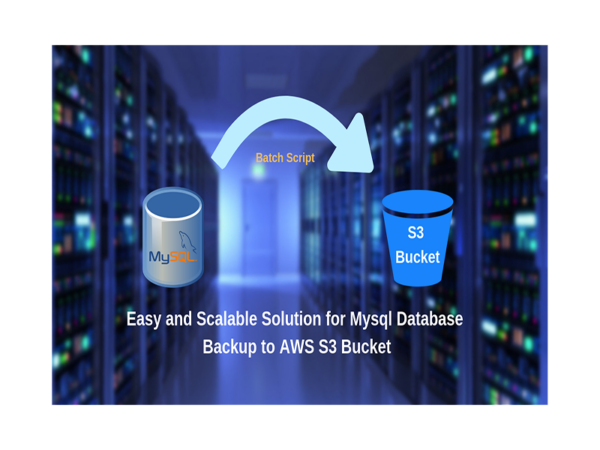 Batch Script
MySQL
S3
Bucket
Easy and Scalable Solution for Mysql Database
Backup to AWS S3 Bucket